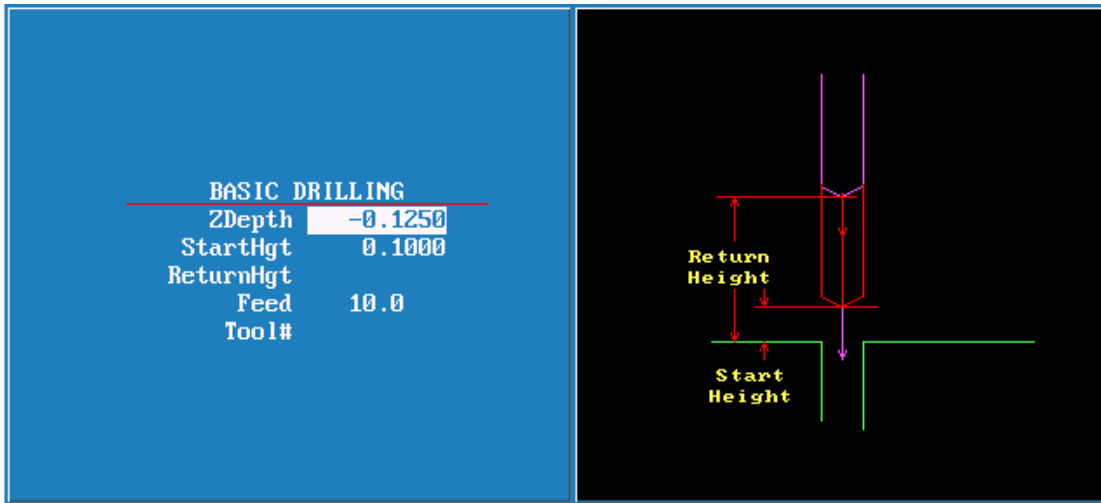 BASIC DRILLING
ZDepth -0.1250
StartHgt 0.1000
ReturnHgt
Feed 10.0
Tool#
Return
Height
Start
Height